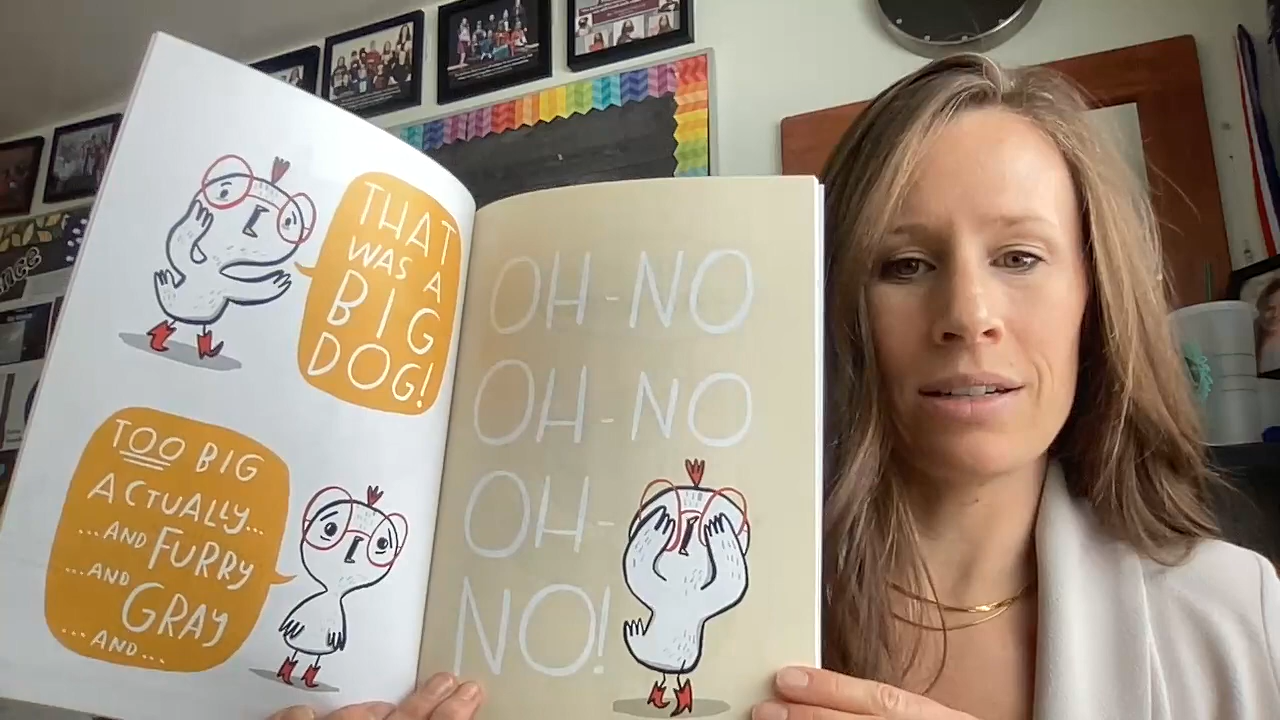 THAT
WAS A
BIG
DOG!
TOO BIG
ACTUALLY...
...AND FURRY
...AND
GRAY
...AND...
OH-NO
OH-NO
OH-
NO!